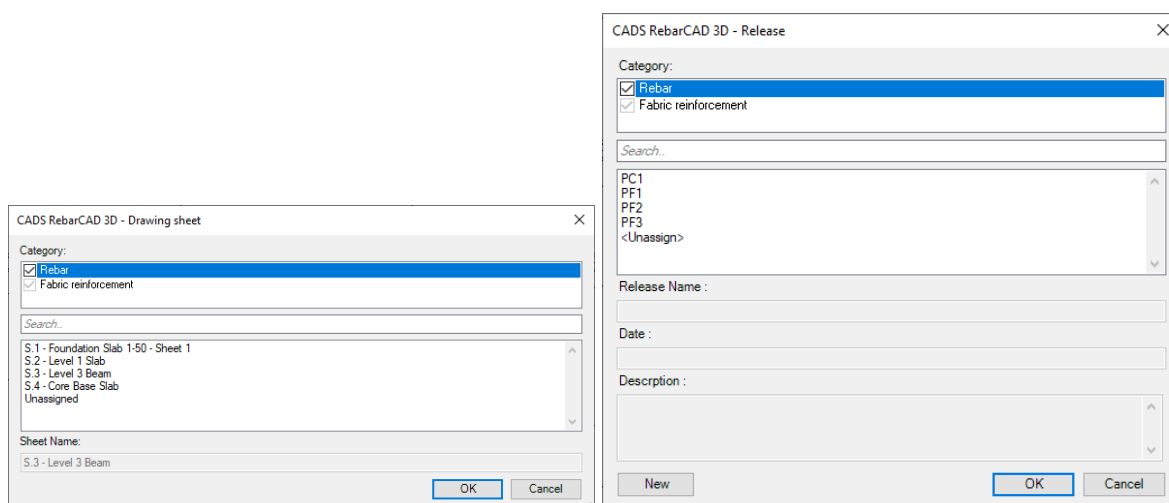 CADS RebarCAD 3D - Drawing sheet
Category:
Rebar
Fabric reinforcement
Search..
S.1 - Foundation Slab 1-50 - Sheet 1
S.2 - Level 1 Slab
S.3 - Level 3 Beam
S.4 - Core Base Slab
Unassigned
Sheet Name:
S.3 - Level 3 Beam
OK Cancel
CADS RebarCAD 3D - Release
Category:
Rebar
Fabric reinforcement
Search..
PC1
PF1
PF2
PF3
<Unassign>
Release Name :
Date :
Descrption :
New OK Cancel